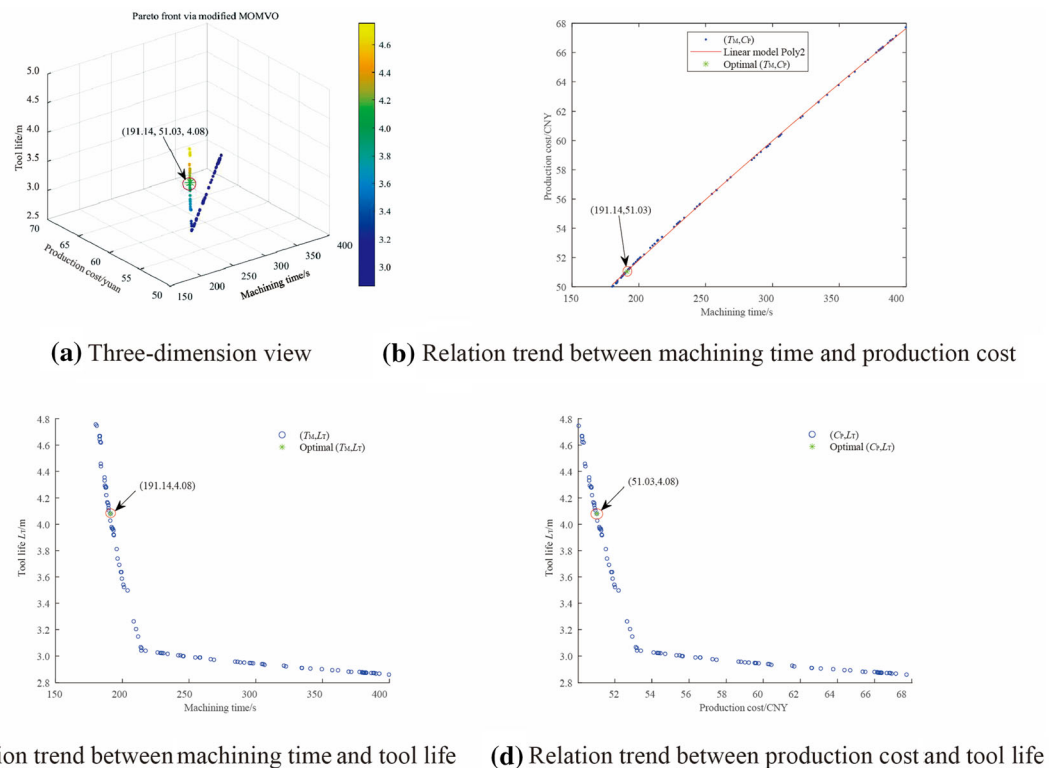 Pareto front via modified MOMVO
5.0
4.5
4.0
3.5
3.0
2.5
Tool life/m
(191.14, 51.03, 4.08)
70
65
60
55
50
Production cost/yuan
150
200
250
300
350
400
Machining time/s
4.6
4.4
4.2
4.0
3.8
3.6
3.4
3.2
3.0
(a) Three-dimension view
70
68
66
64
62
60
58
56
54
52
50
Production cost/CNY
(TM,CP)
Linear model Poly2
Optimal (TM,CP)
(191.14,51.03)
150 200 250 300 350 400
Machining time/s
(b) Relation trend between machining time and production cost
4.8
4.6
4.4
4.2
4.0
3.8
3.6
3.4
3.2
3.0
2.8
Tool life LT/m
(TM,LT)
Optimal (TM,LT)
(191.14,4.08)
150 200 250 300 350 400
Machining time/s
trend between machining time and tool life
4.8
4.6
4.4
4.2
4.0
3.8
3.6
3.4
3.2
3.0
2.8
Tool life LT/m
(CP,LT)
Optimal (CP,LT)
(51.03,4.08)
52 54 56 58 60 62 64 66 68
Production cost/CNY
(d) Relation trend between production cost and tool life